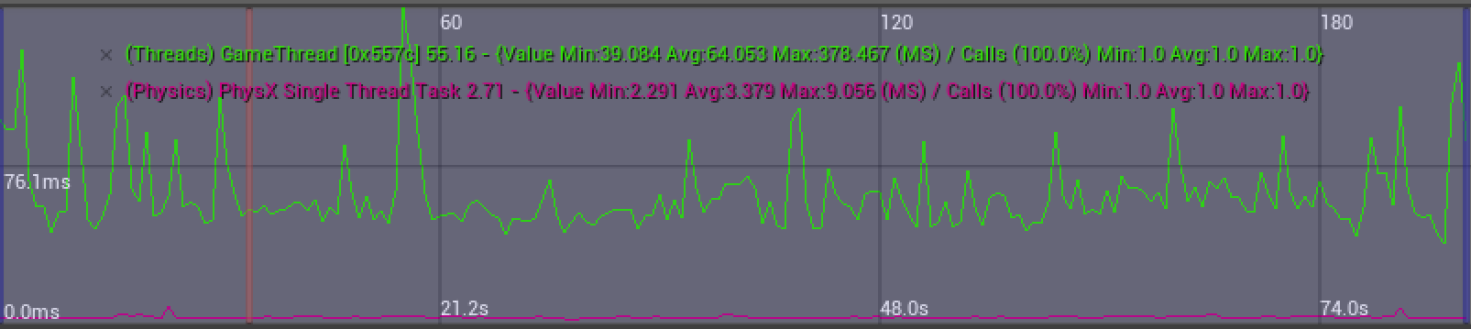 60 120 180
× (Threads) GameThread [0x557c] 55.16 - {Value Min:39.084 Avg:64.053 Max:378.467 (MS) / Calls (100.0%) Min:1.0 Avg:1.0 Max:1.0}
× (Physics) PhysX Single Thread Task 2.71 - {Value Min:2.291 Avg:3.379 Max:9.056 (MS) / Calls (100.0%) Min:1.0 Avg:1.0 Max:1.0}
76.1ms
0.0ms 21.2s 48.0s 74.0s